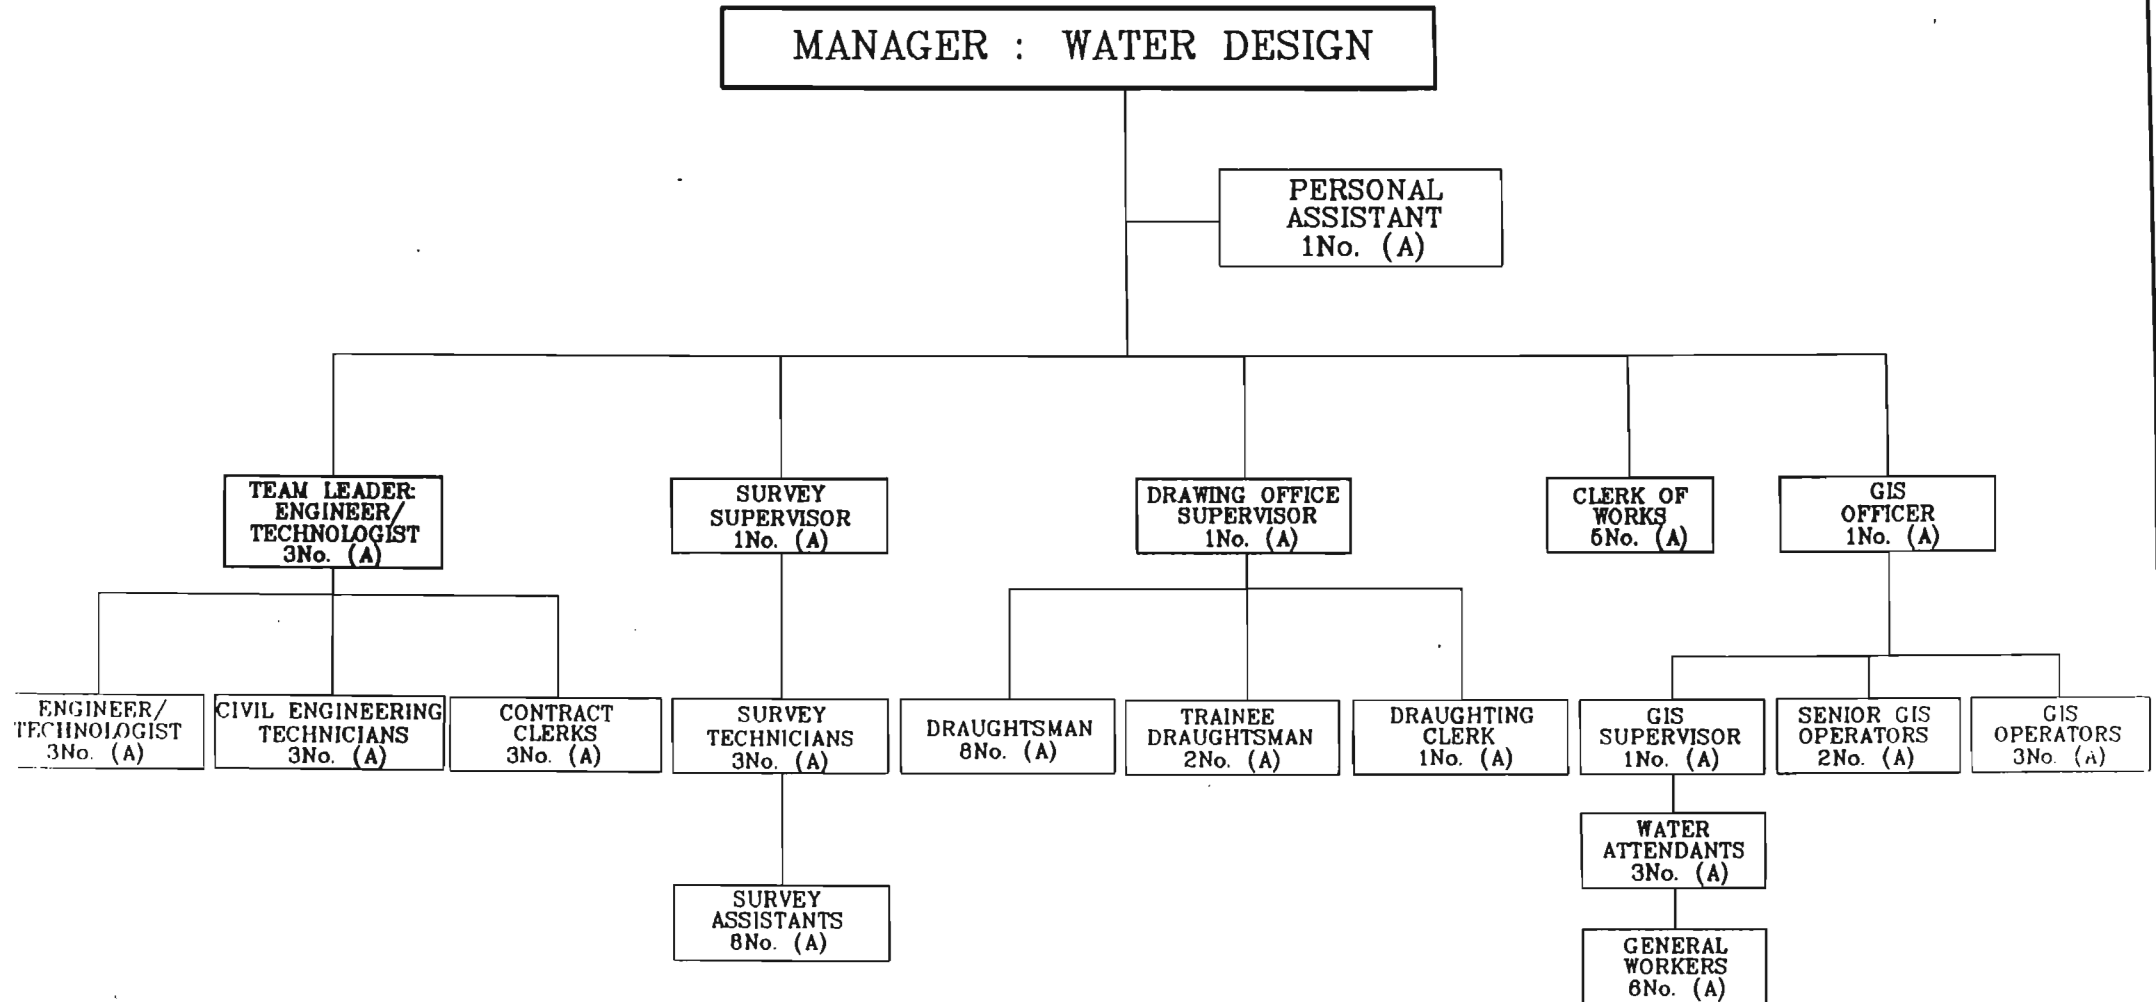 MANAGER : WATER DESIGN
PERSONAL
ASSISTANT
1No. (A)
TEAM LEADER:
ENGINEER/
TECHNOLOGIST
3No. (A)
SURVEY
SUPERVISOR
1No. (A)
DRAWING OFFICE
SUPERVISOR
1No. (A)
CLERK OF
WORKS
5No. (A)
GIS
OFFICER
1No. (A)
ENGINEER/
TECHNOLOGIST
3No. (A)
CIVIL ENGINEERING
TECHNICIANS
3No. (A)
CONTRACT
CLERKS
3No. (A)
SURVEY
TECHNICIANS
3No. (A)
DRAUGHTSMAN
8No. (A)
TRAINEE
DRAUGHTSMAN
2No. (A)
DRAUGHTING
CLERK
1No. (A)
GIS
SUPERVISOR
1No. (A)
SENIOR GIS
OPERATORS
2No. (A)
GIS
OPERATORS
3No. (A)
WATER
ATTENDANTS
3No. (A)
SURVEY
ASSISTANTS
8No. (A)
GENERAL
WORKERS
6No. (A)